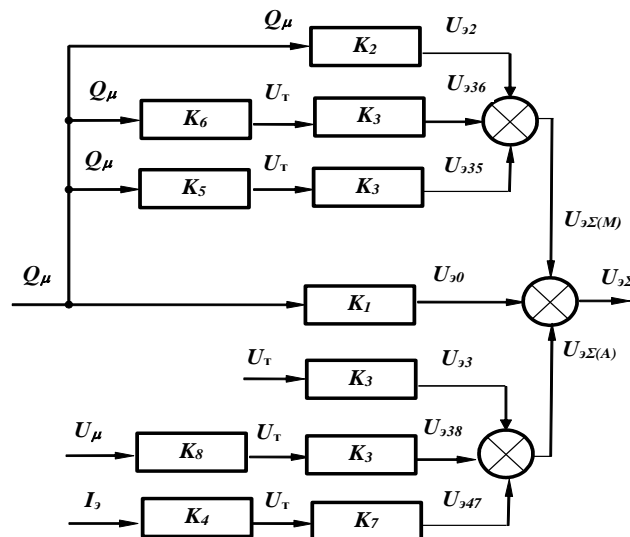 Qμ K2 Uэ2
Qμ K6 Uт K3 Uэ36
Qμ K5 Uт K3 Uэ35
UэΣ(M)
Qμ K1 Uэ0 UэΣ
UэΣ(A)
Uт K3 Uэ3
Uμ K8 Uт K3 Uэ38
Iэ K4 Uт K7 Uэ47